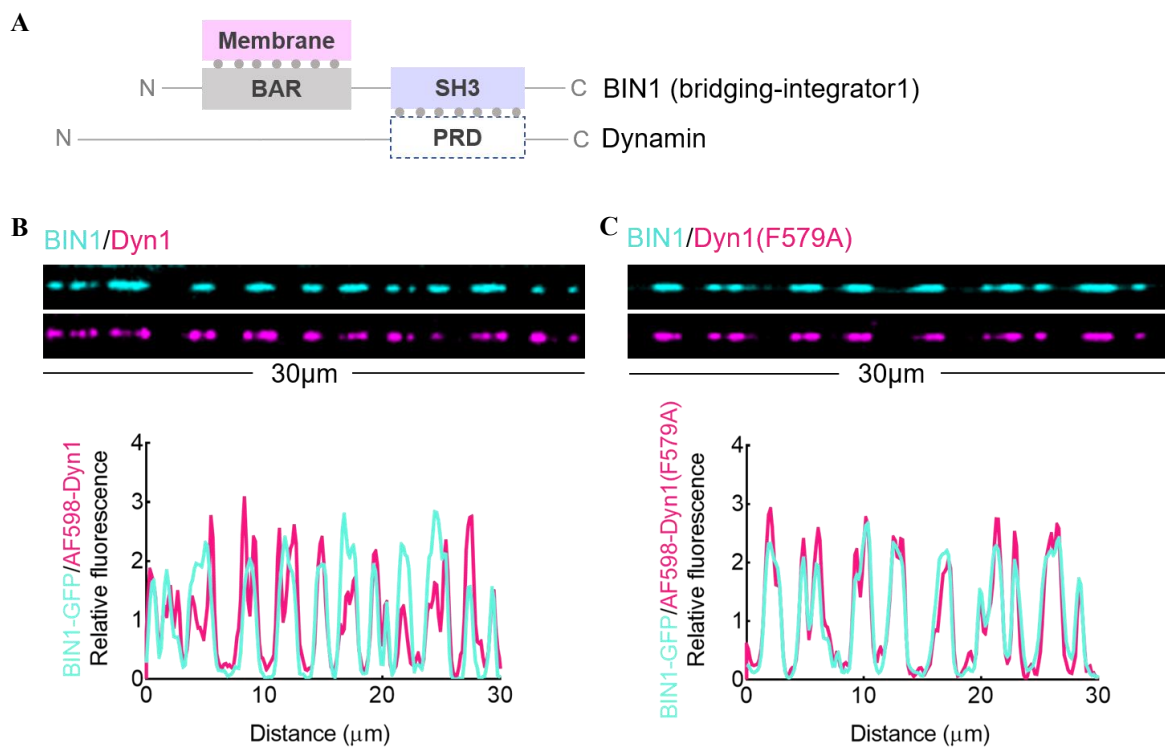 A
Membrane
N BAR SH3 C BIN1 (bridging-integrator1)
N PRD C Dynamin
B
BIN1/Dyn1
30μm
BIN1-GFP/AF598-Dyn1
Relative fluorescence
4
3
2
1
0
0 10 20 30
Distance (μm)
C
BIN1/Dyn1(F579A)
30μm
BIN1-GFP/AF598-Dyn1(F579A)
Relative fluorescence
4
3
2
1
0
0 10 20 30
Distance (μm)